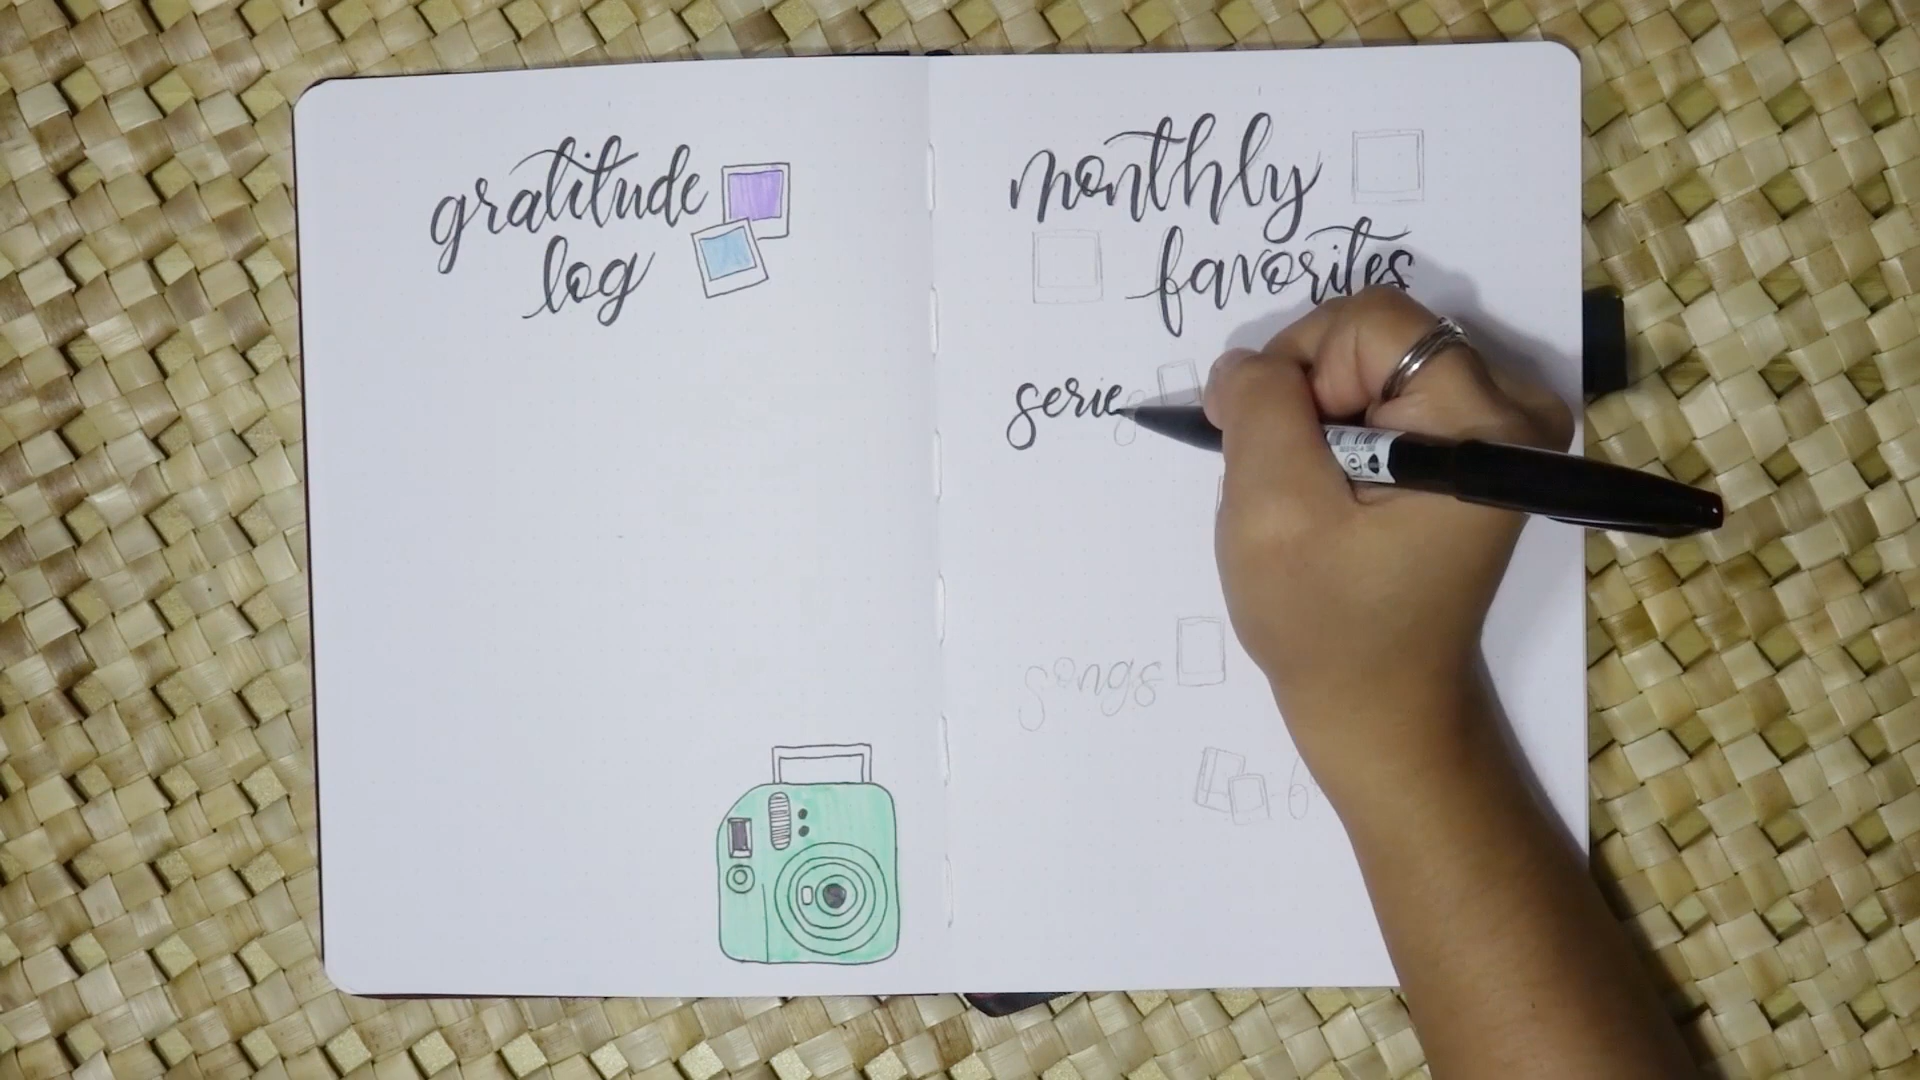 gratitude
log
monthly
favorites
serie
songs